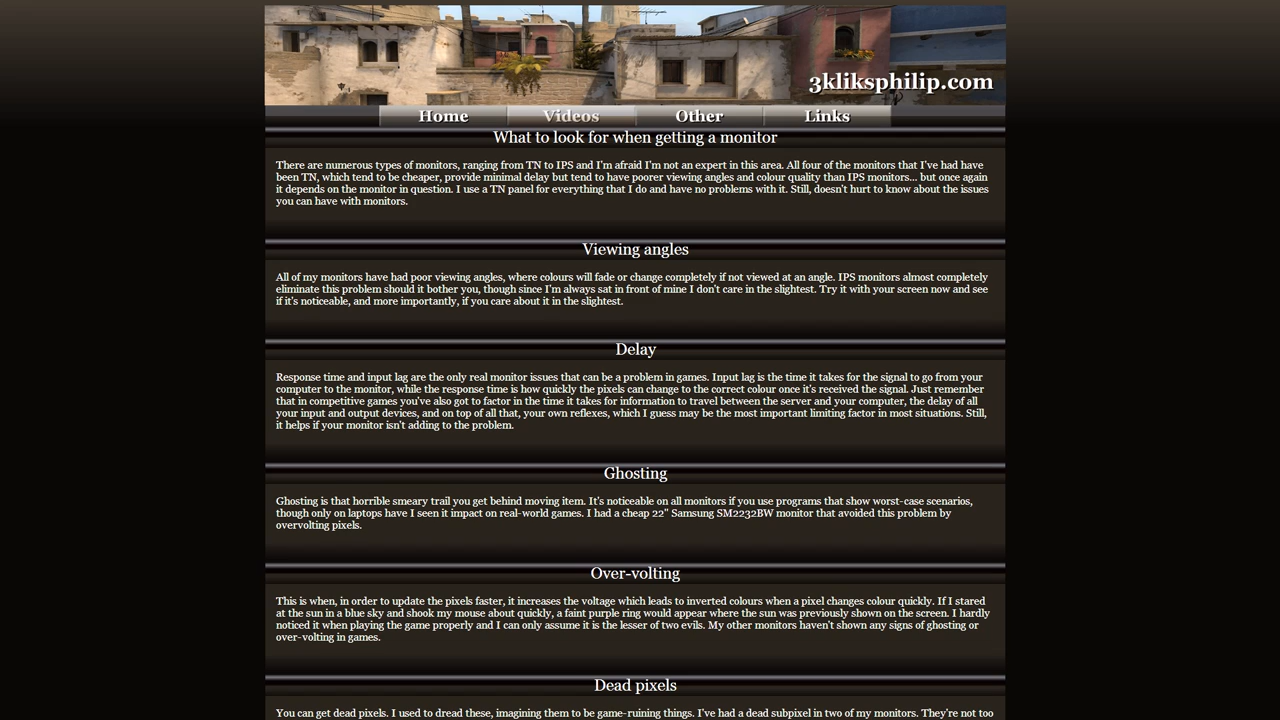 3kliksphilip.com
Home Videos Other Links
What to look for when getting a monitor
There are numerous types of monitors, ranging from TN to IPS and I'm afraid I'm not an expert in this area. All four of the monitors that I've had have
been TN, which tend to be cheaper, provide minimal delay but tend to have poorer viewing angles and colour quality than IPS monitors... but once again
it depends on the monitor in question. I use a TN panel for everything that I do and have no problems with it. Still, doesn't hurt to know about the issues
you can have with monitors.
Viewing angles
All of my monitors have had poor viewing angles, where colours will fade or change completely if not viewed at an angle. IPS monitors almost completely
eliminate this problem should it bother you, though since I'm always sat in front of mine I don't care in the slightest. Try it with your screen now and see
if it's noticeable, and more importantly, if you care about it in the slightest.
Delay
Response time and input lag are the only real monitor issues that can be a problem in games. Input lag is the time it takes for the signal to go from your
computer to the monitor, while the response time is how quickly the pixels can change to the correct colour once it's received the signal. Just remember
that in competitive games you've also got to factor in the time it takes for information to travel between the server and your computer, the delay of all
your input and output devices, and on top of all that, your own reflexes, which I guess may be the most important limiting factor in most situations. Still,
it helps if your monitor isn't adding to the problem.
Ghosting
Ghosting is that horrible smeary trail you get behind moving item. It's noticeable on all monitors if you use programs that show worst-case scenarios,
though only on laptops have I seen it impact on real-world games. I had a cheap 22" Samsung SM2232BW monitor that avoided this problem by
overvolting pixels.
Over-volting
This is when, in order to update the pixels faster, it increases the voltage which leads to inverted colours when a pixel changes colour quickly. If I stared
at the sun in a blue sky and shook my mouse about quickly, a faint purple ring would appear where the sun was previously shown on the screen. I hardly
noticed it when playing the game properly and I can only assume it is the lesser of two evils. My other monitors haven't shown any signs of ghosting or
over-volting in games.
Dead pixels
You can get dead pixels. I used to dread these, imagining them to be game-ruining things. I've had a dead subpixel in two of my monitors. They're not too